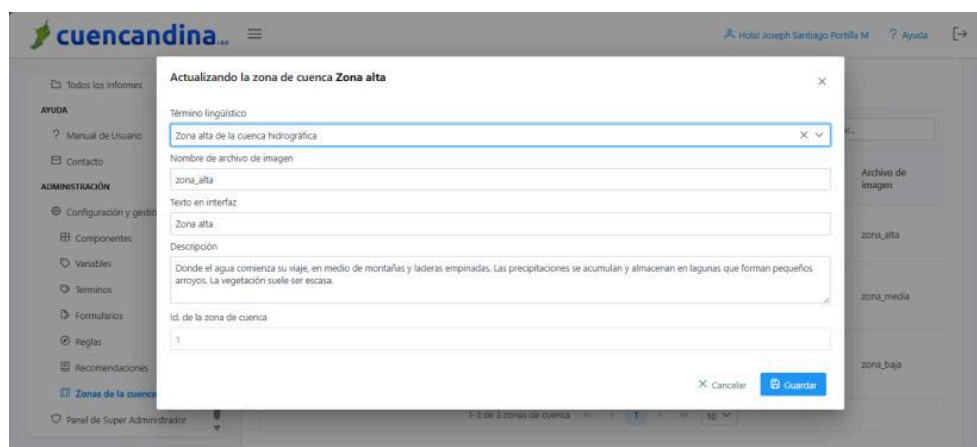 cuencandina
Hola! Joseph Santiago Portilla M
? Ayuda
Todos los informes
AYUDA
? Manual de Usuario
Contacto
ADMINISTRACIÓN
Configuración y gestió
Componentes
Variables
Terminos
Formularios
Reglas
Recomendaciones
Zonas de la cuenca
Panel de Super Administrador
Actualizando la zona de cuenca Zona alta
Término lingüístico
Zona alta de la cuenca hidrográfica
Nombre de archivo de imagen
zona_alta
Texto en interfaz
Zona alta
Descripción
Donde el agua comienza su viaje, en medio de montañas y laderas empinadas. Las precipitaciones se acumulan y almacenan en lagunas que forman pequeños
arroyos. La vegetación suele ser escasa.
Id. de la zona de cuenca
1
Cancelar
Guardar
Archivo de
imagen
zona_alta
zona_media
zona_baja
1-3 de 3 zonas de cuenca
1
10